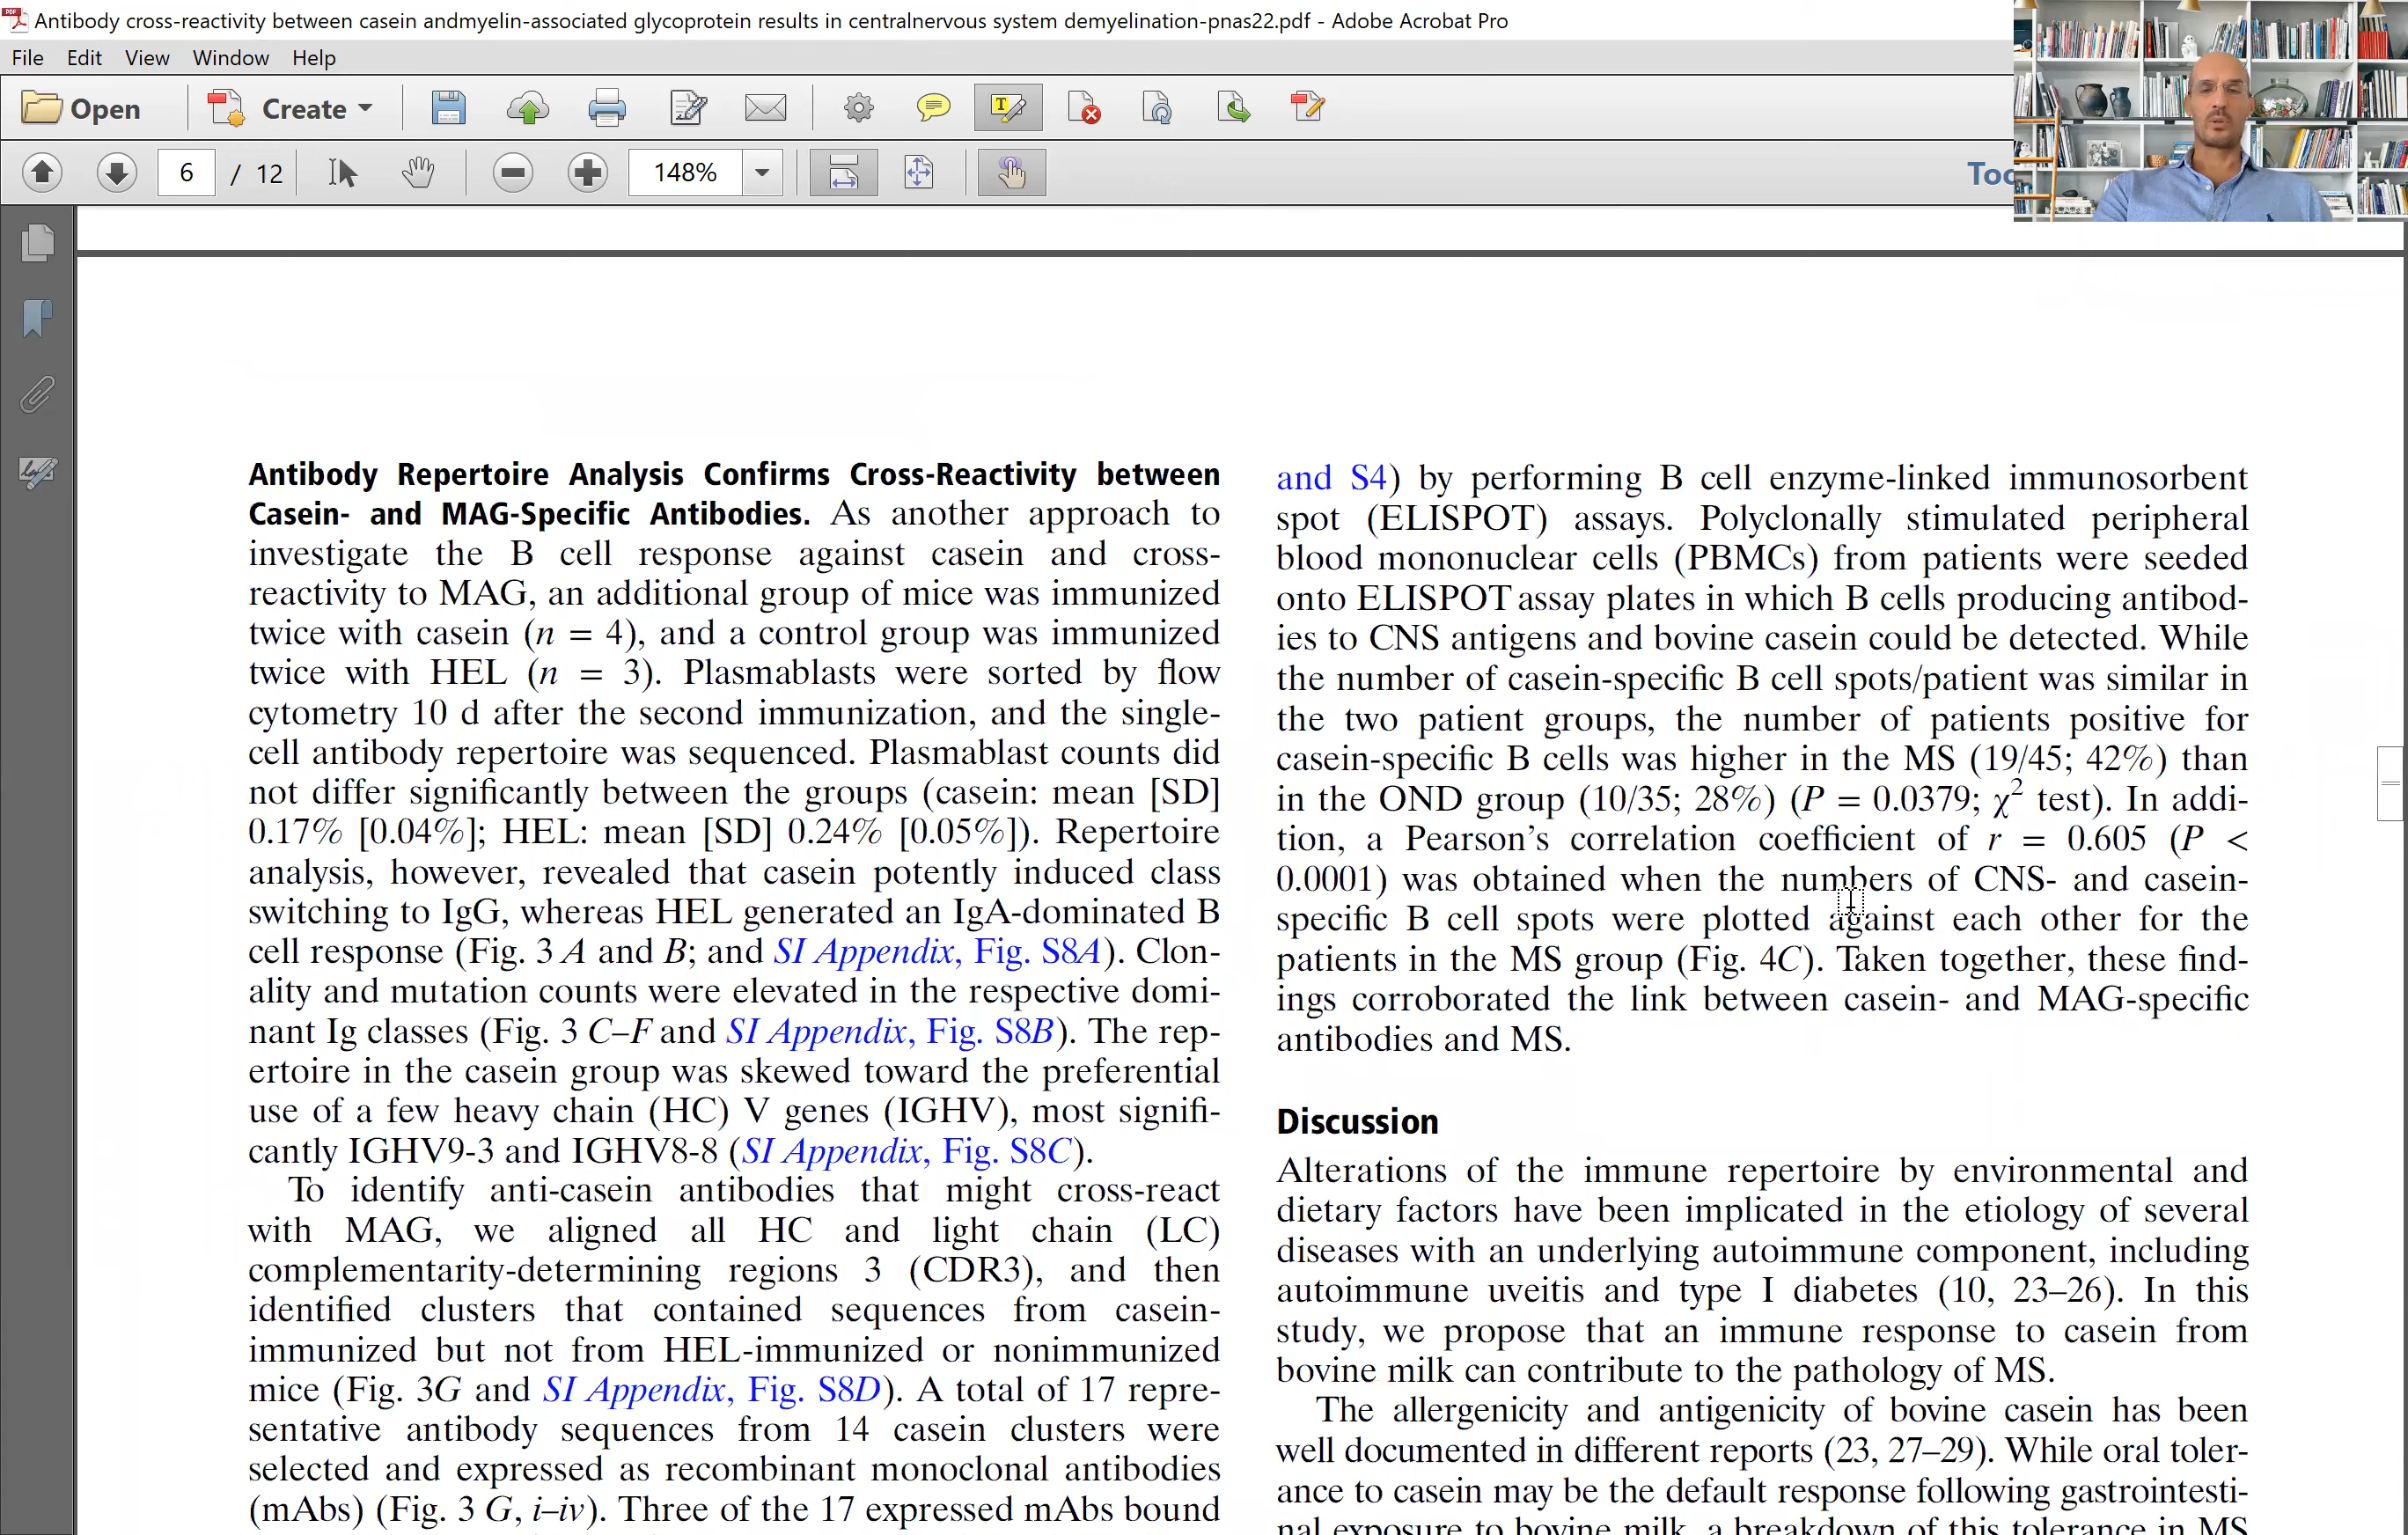 Antibody cross-reactivity between casein andmyelin-associated glycoprotein results in centralnervous system demyelination-pnas22.pdf - Adobe Acrobat Pro
File Edit View Window Help
Open Create
6 / 12 148%
Antibody Repertoire Analysis Confirms Cross-Reactivity between
Casein- and MAG-Specific Antibodies. As another approach to
investigate the B cell response against casein and cross-
reactivity to MAG, an additional group of mice was immunized
twice with casein (n = 4), and a control group was immunized
twice with HEL (n = 3). Plasmablasts were sorted by flow
cytometry 10 d after the second immunization, and the single-
cell antibody repertoire was sequenced. Plasmablast counts did
not differ significantly between the groups (casein: mean [SD]
0.17% [0.04%]; HEL: mean [SD] 0.24% [0.05%]). Repertoire
analysis, however, revealed that casein potently induced class
switching to IgG, whereas HEL generated an IgA-dominated B
cell response (Fig. 3 A and B; and SI Appendix, Fig. S8A). Clon-
ality and mutation counts were elevated in the respective domi-
nant Ig classes (Fig. 3 C–F and SI Appendix, Fig. S8B). The rep-
ertoire in the casein group was skewed toward the preferential
use of a few heavy chain (HC) V genes (IGHV), most signifi-
cantly IGHV9-3 and IGHV8-8 (SI Appendix, Fig. S8C).
To identify anti-casein antibodies that might cross-react
with MAG, we aligned all HC and light chain (LC)
complementarity-determining regions 3 (CDR3), and then
identified clusters that contained sequences from casein-
immunized but not from HEL-immunized or nonimmunized
mice (Fig. 3G and SI Appendix, Fig. S8D). A total of 17 repre-
sentative antibody sequences from 14 casein clusters were
selected and expressed as recombinant monoclonal antibodies
(mAbs) (Fig. 3 G, i–iv). Three of the 17 expressed mAbs bound
and S4) by performing B cell enzyme-linked immunosorbent
spot (ELISPOT) assays. Polyclonally stimulated peripheral
blood mononuclear cells (PBMCs) from patients were seeded
onto ELISPOT assay plates in which B cells producing antibod-
ies to CNS antigens and bovine casein could be detected. While
the number of casein-specific B cell spots/patient was similar in
the two patient groups, the number of patients positive for
casein-specific B cells was higher in the MS (19/45; 42%) than
in the OND group (10/35; 28%) (P = 0.0379; χ² test). In addi-
tion, a Pearson's correlation coefficient of r = 0.605 (P <
0.0001) was obtained when the numbers of CNS- and casein-
specific B cell spots were plotted against each other for the
patients in the MS group (Fig. 4C). Taken together, these find-
ings corroborated the link between casein- and MAG-specific
antibodies and MS.
Discussion
Alterations of the immune repertoire by environmental and
dietary factors have been implicated in the etiology of several
diseases with an underlying autoimmune component, including
autoimmune uveitis and type I diabetes (10, 23–26). In this
study, we propose that an immune response to casein from
bovine milk can contribute to the pathology of MS.
The allergenicity and antigenicity of bovine casein has been
well documented in different reports (23, 27–29). While oral toler-
ance to casein may be the default response following gastrointesti-
nal exposure to bovine milk, a breakdown of this tolerance in MS